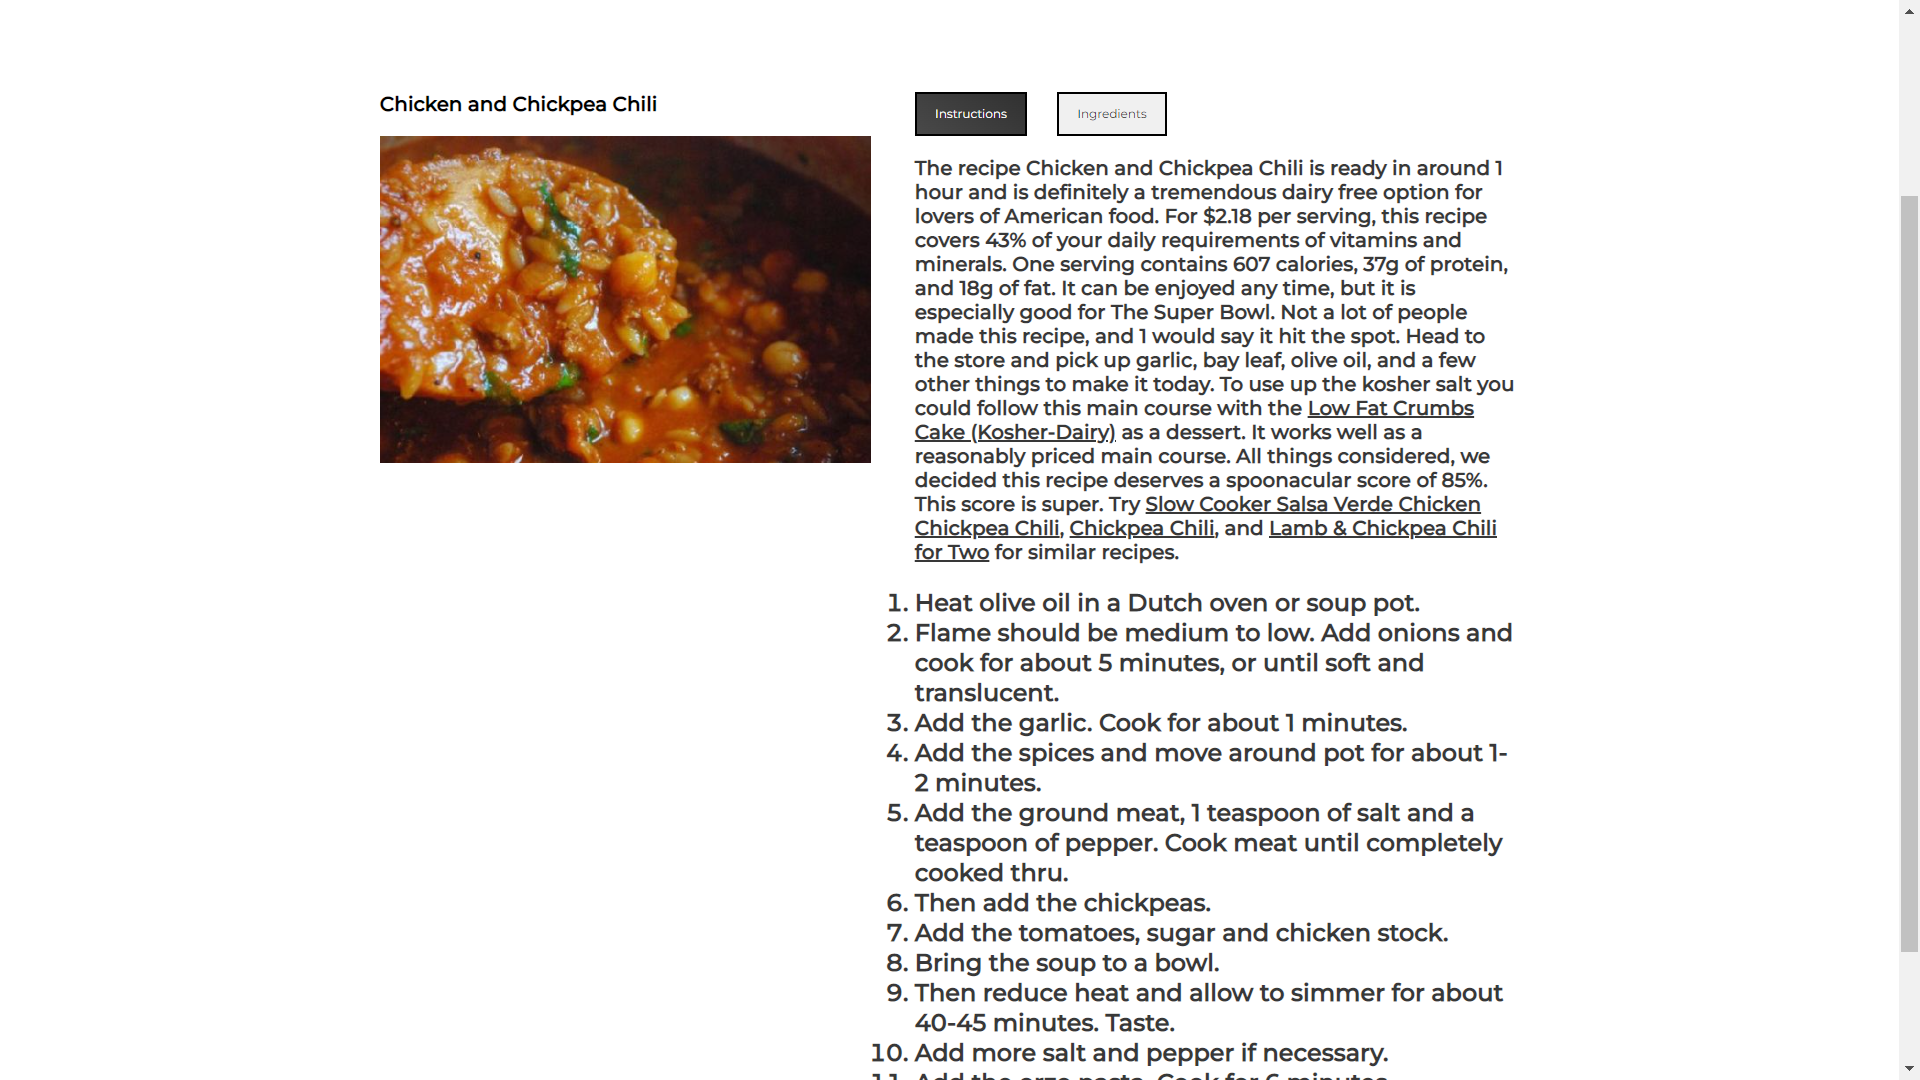 Chicken and Chickpea Chili
Instructions
Ingredients
The recipe Chicken and Chickpea Chili is ready in around 1
hour and is definitely a tremendous dairy free option for
lovers of American food. For $2.18 per serving, this recipe
covers 43% of your daily requirements of vitamins and
minerals. One serving contains 607 calories, 37g of protein,
and 18g of fat. It can be enjoyed any time, but it is
especially good for The Super Bowl. Not a lot of people
made this recipe, and 1 would say it hit the spot. Head to
the store and pick up garlic, bay leaf, olive oil, and a few
other things to make it today. To use up the kosher salt you
could follow this main course with the Low Fat Crumbs
Cake (Kosher-Dairy) as a dessert. It works well as a
reasonably priced main course. All things considered, we
decided this recipe deserves a spoonacular score of 85%.
This score is super. Try Slow Cooker Salsa Verde Chicken
Chickpea Chili, Chickpea Chili, and Lamb & Chickpea Chili
for Two for similar recipes.
1. Heat olive oil in a Dutch oven or soup pot.
2. Flame should be medium to low. Add onions and
cook for about 5 minutes, or until soft and
translucent.
3. Add the garlic. Cook for about 1 minutes.
4. Add the spices and move around pot for about 1-
2 minutes.
5. Add the ground meat, 1 teaspoon of salt and a
teaspoon of pepper. Cook meat until completely
cooked thru.
6. Then add the chickpeas.
7. Add the tomatoes, sugar and chicken stock.
8. Bring the soup to a bowl.
9. Then reduce heat and allow to simmer for about
40-45 minutes. Taste.
10. Add more salt and pepper if necessary.
11. Add the orzo pasta. Cook for 6 minutes